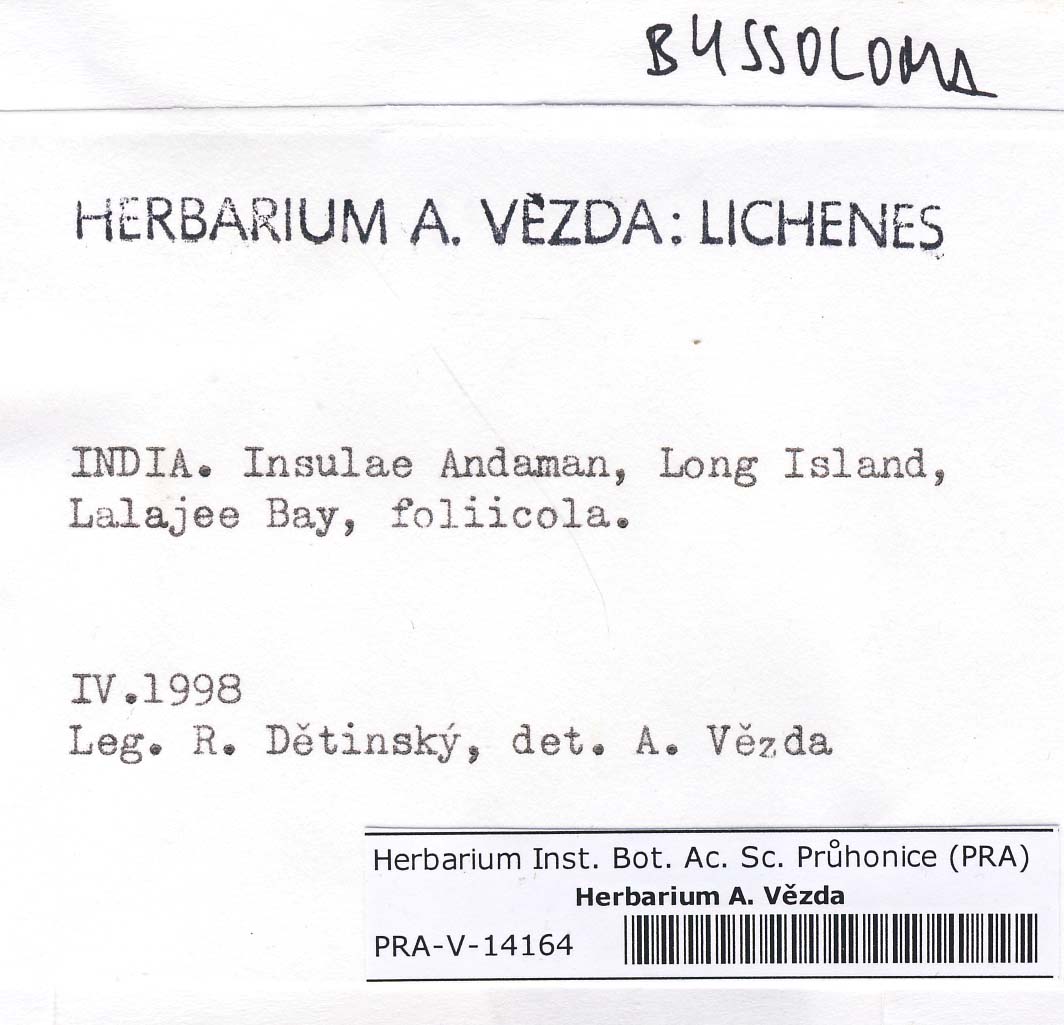 BYSSOLOMA
HERBARIUM A. VĚZDA: LICHENES
INDIA. Insulae Andaman, Long Island,
Lalajee Bay, foliicola.
IV.1998
Leg. R. Dětinský, det. A. Vězda
Herbarium Inst. Bot. Ac. Sc. Průhonice (PRA)
Herbarium A. Vězda
PRA-V-14164